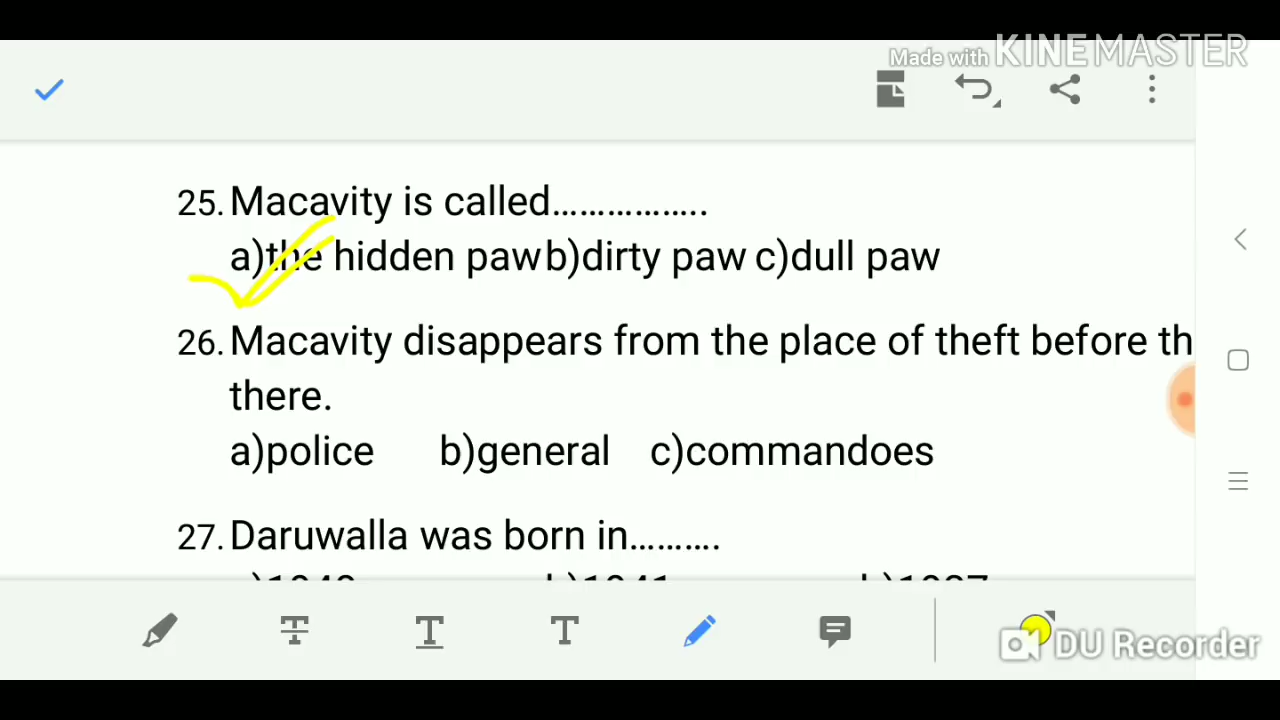 Made with KINEMASTER
25. Macavity is called................
a)the hidden paw b)dirty paw c)dull paw
26. Macavity disappears from the place of theft before th
there.
a)police b)general c)commandoes
27. Daruwalla was born in..........
DU Recorder